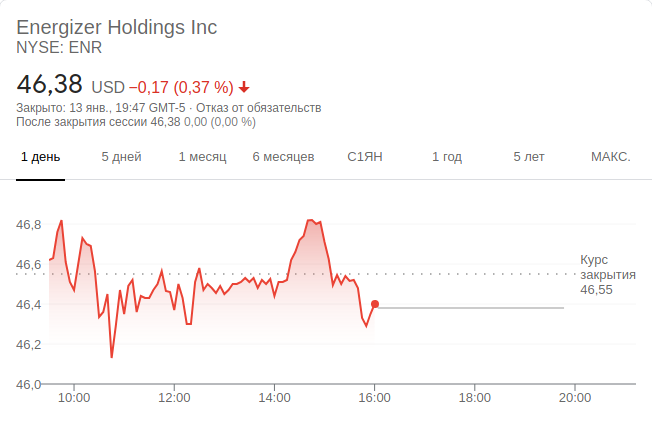 Energizer Holdings Inc
NYSE: ENR
46,38 USD −0,17 (0,37 %)
Закрыто: 13 янв., 19:47 GMT-5 · Отказ от обязательств
После закрытия сессии 46,38 0,00 (0,00 %)
1 день 5 дней 1 месяц 6 месяцев С1ЯН 1 год 5 лет МАКС.
46,8
46,6
46,4
46,2
46,0
Курс
закрытия
46,55
10:00 12:00 14:00 16:00 18:00 20:00